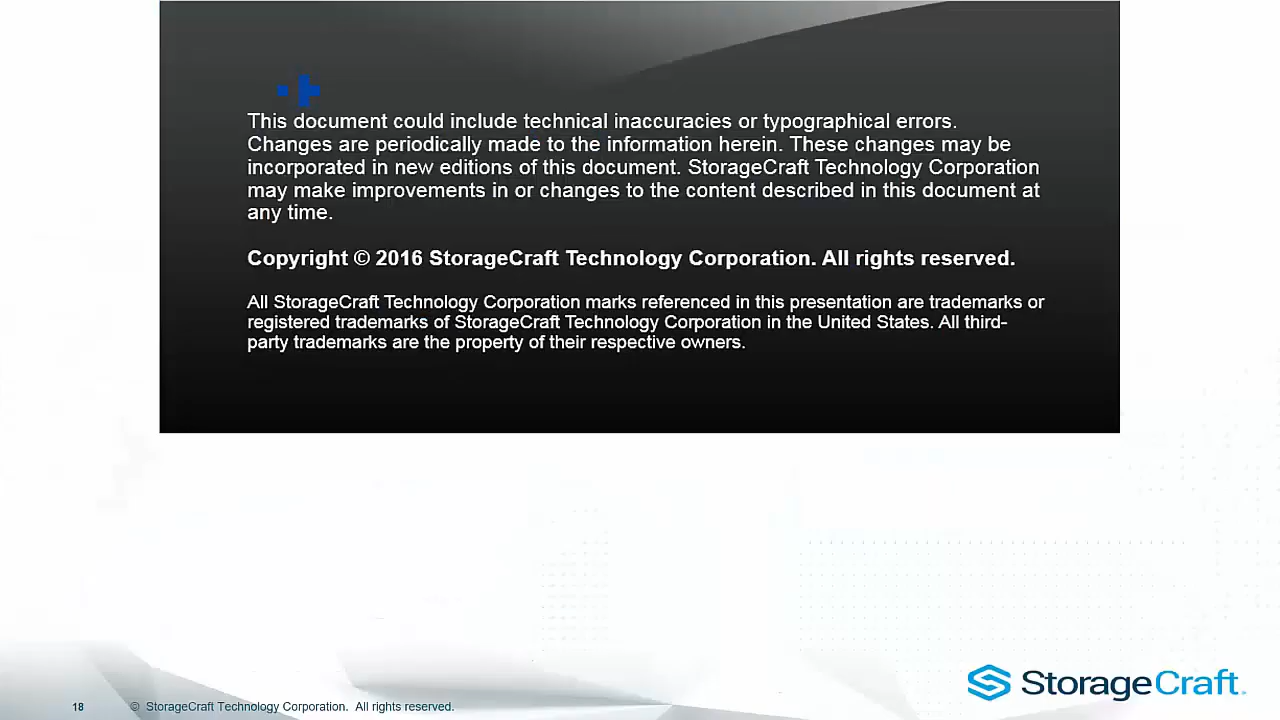 This document could include technical inaccuracies or typographical errors.
Changes are periodically made to the information herein. These changes may be
incorporated in new editions of this document. StorageCraft Technology Corporation
may make improvements in or changes to the content described in this document at
any time.
Copyright © 2016 StorageCraft Technology Corporation. All rights reserved.
All StorageCraft Technology Corporation marks referenced in this presentation are trademarks or
registered trademarks of StorageCraft Technology Corporation in the United States. All third-
party trademarks are the property of their respective owners.
StorageCraft
18 © StorageCraft Technology Corporation. All rights reserved.